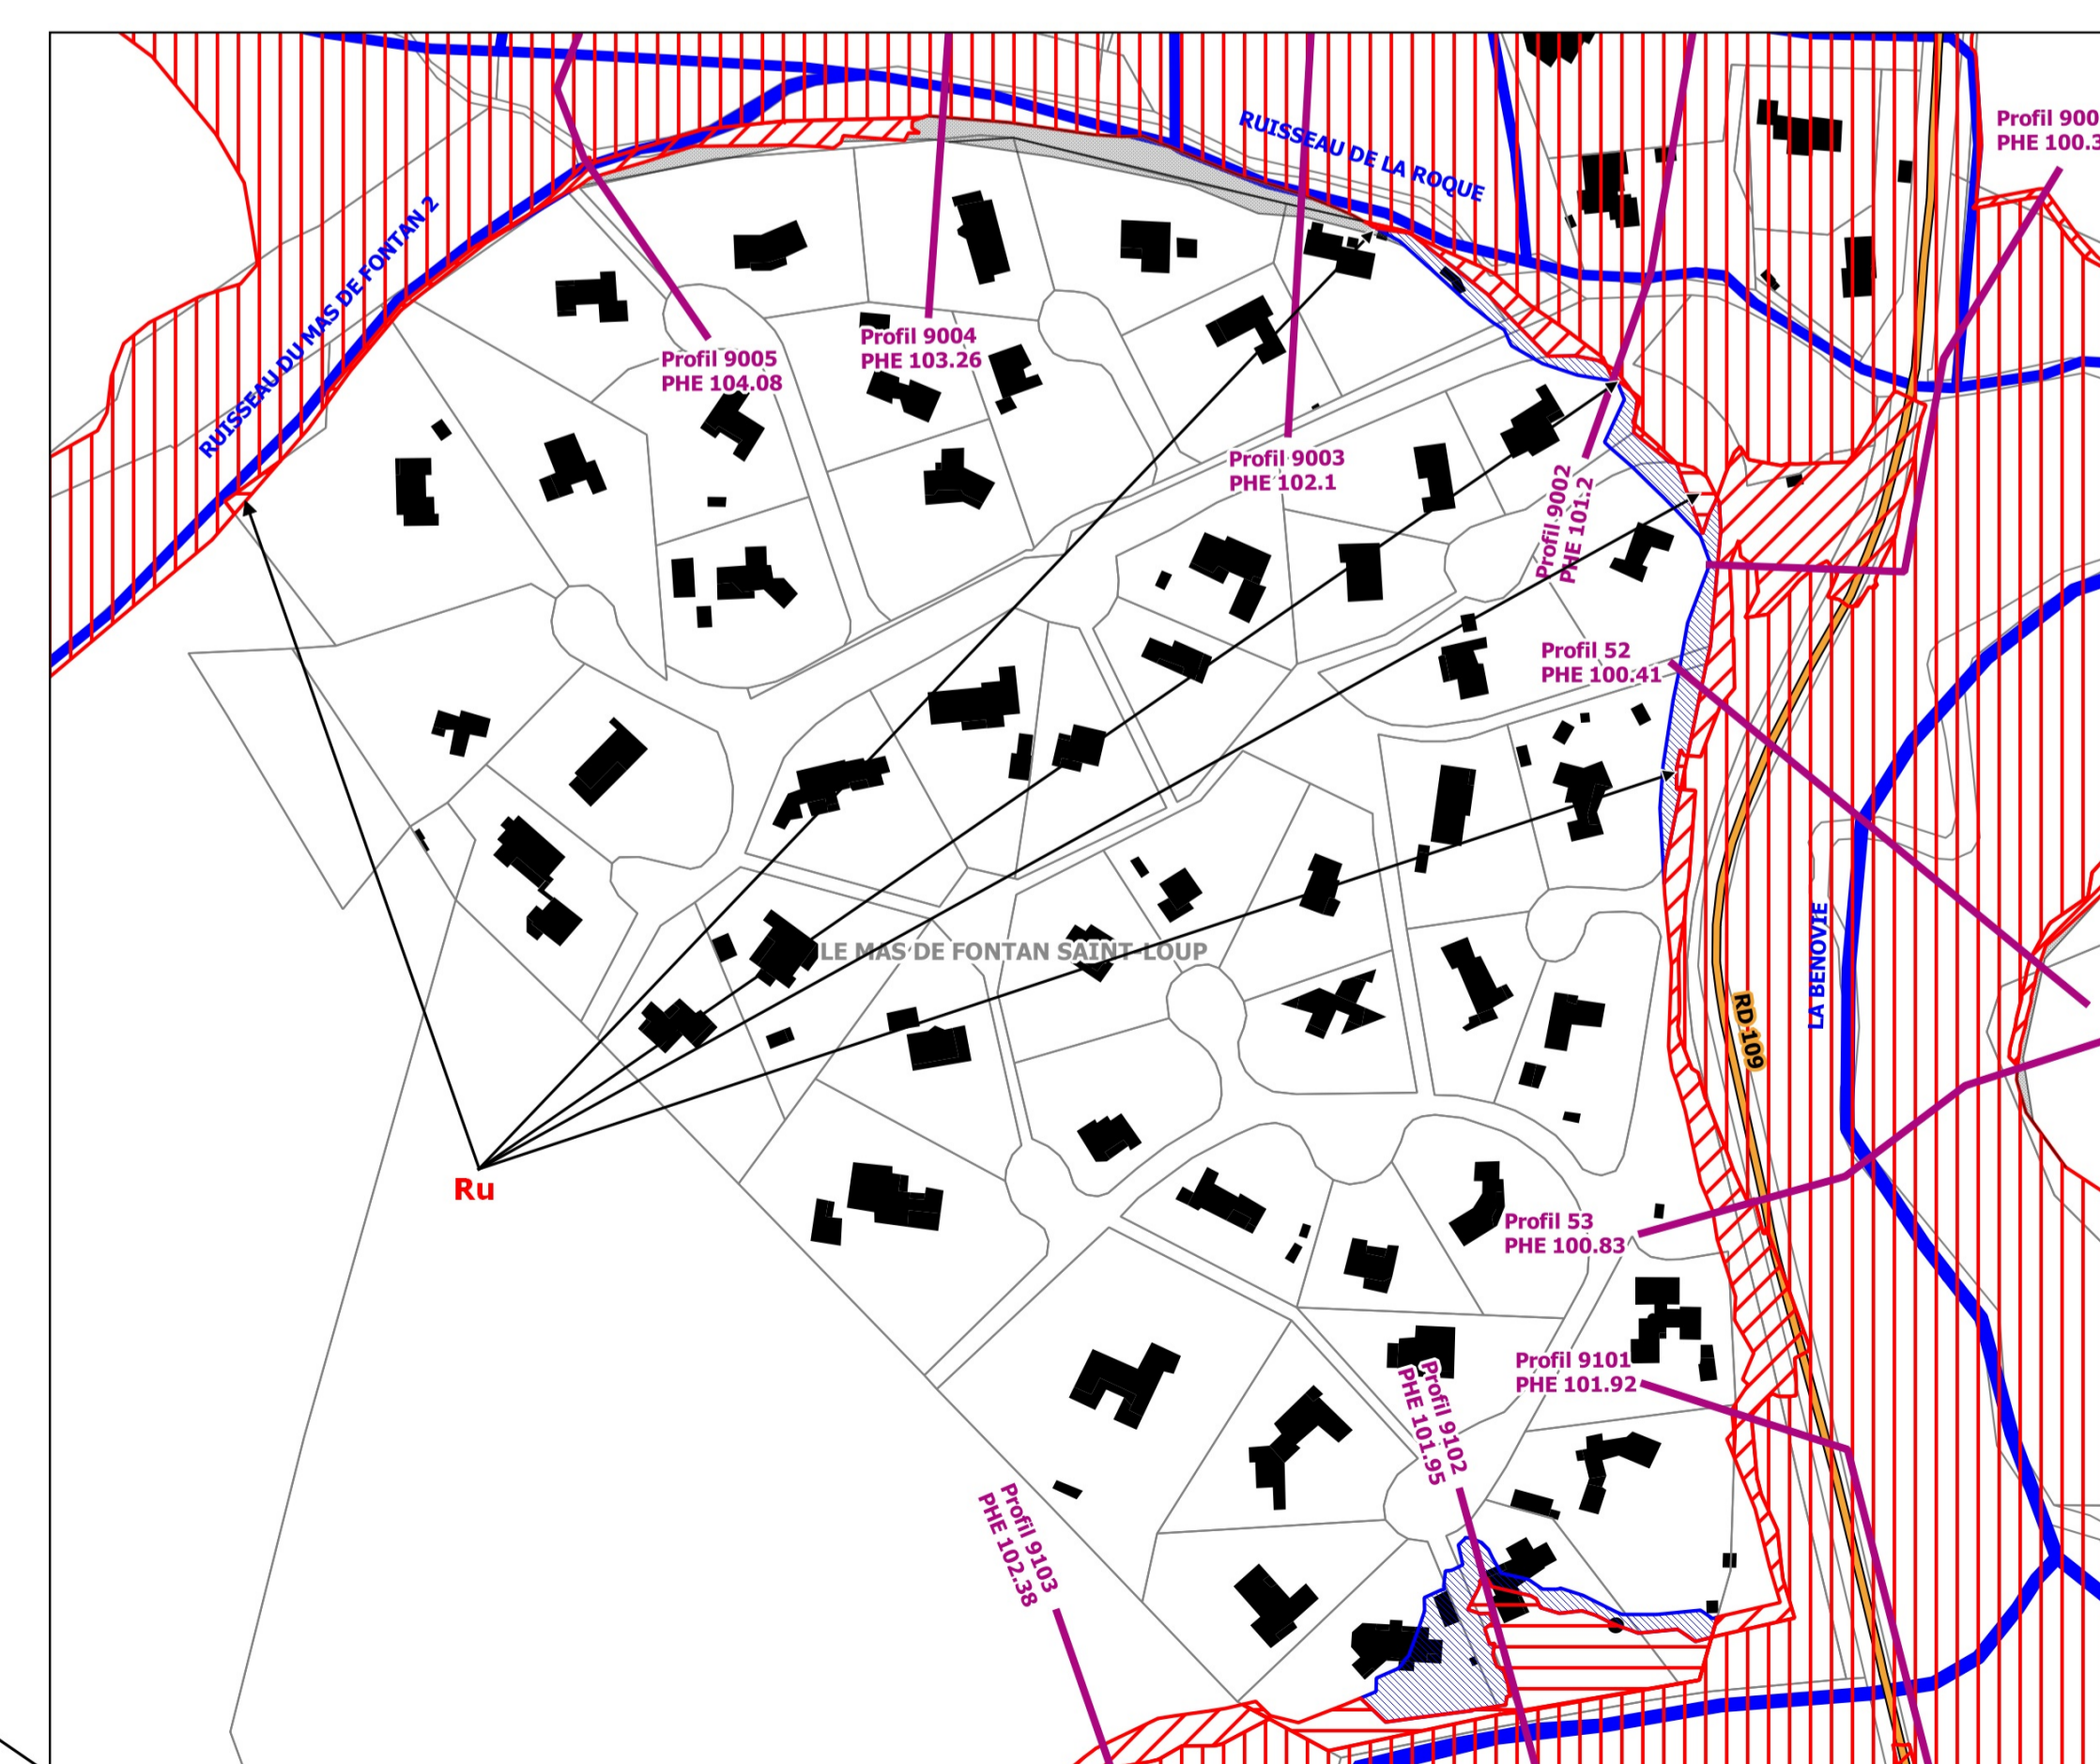 RUISSEAU DE LA ROQUE
Profil 900
PHE 100.3
RUISSEAU DU MAS DE FONTAN 2
Profil 9004
PHE 103.26
Profil 9005
PHE 104.08
Profil 9003
PHE 102.1
Profil 9002
PHE 101.2
Profil 52
PHE 100.41
LE MAS DE FONTAN SAINT-LOUP
LA BENOVIE
RD 109
Ru
Profil 53
PHE 100.83
Profil 9101
PHE 101.92
Profil 9102
PHE 101.95
Profil 9103
PHE 102.38